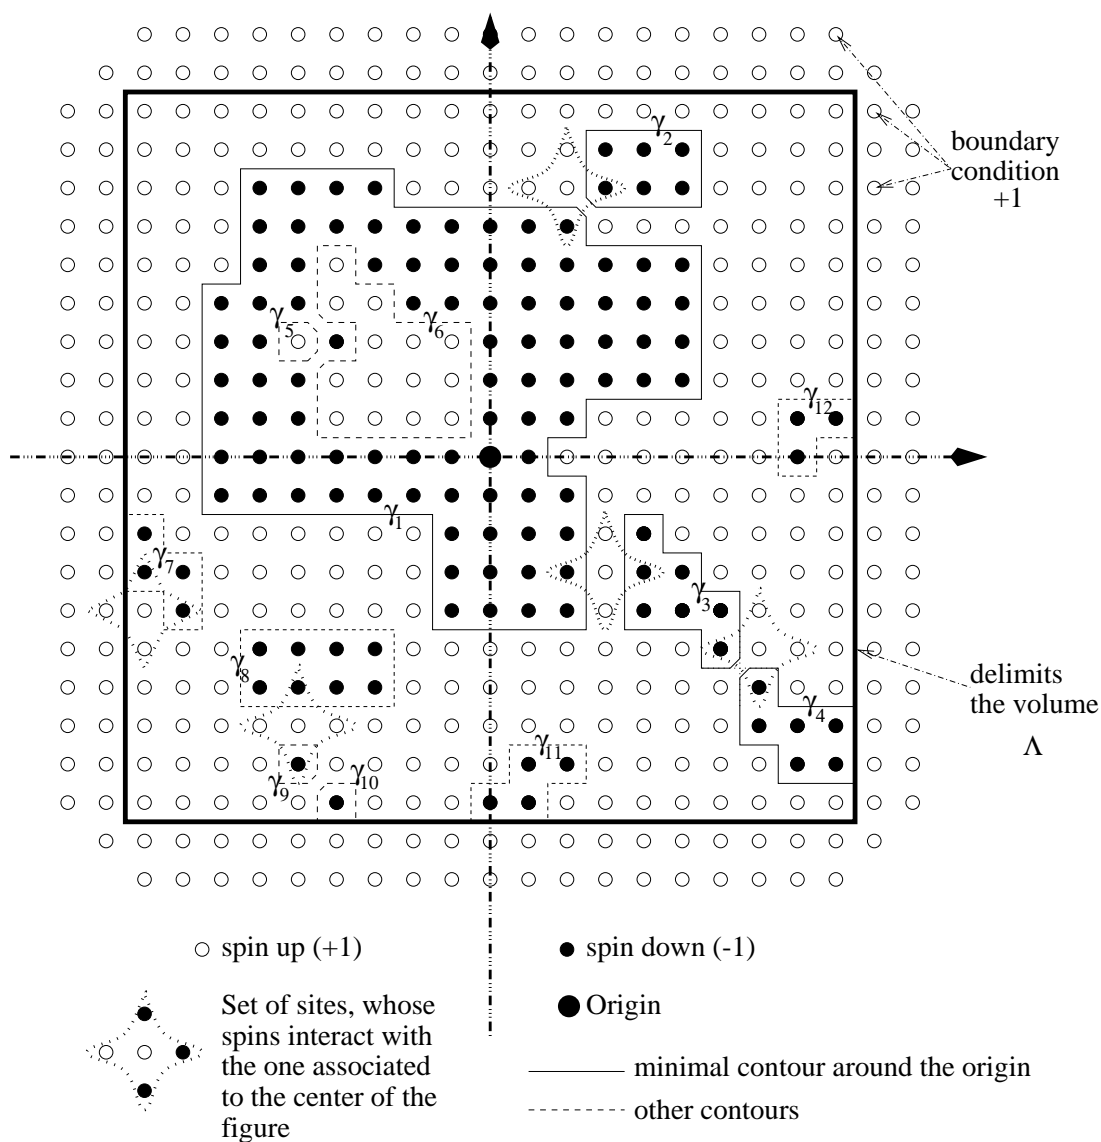 γ2
boundary
condition
+1
γ5
γ6
γ12
γ1
γ7
γ3
γ8
delimits
the volume
Λ
γ4
γ11
γ9
γ10
spin up (+1)
spin down (-1)
Set of sites, whose
spins interact with
the one associated
to the center of the
figure
Origin
minimal contour around the origin
other contours